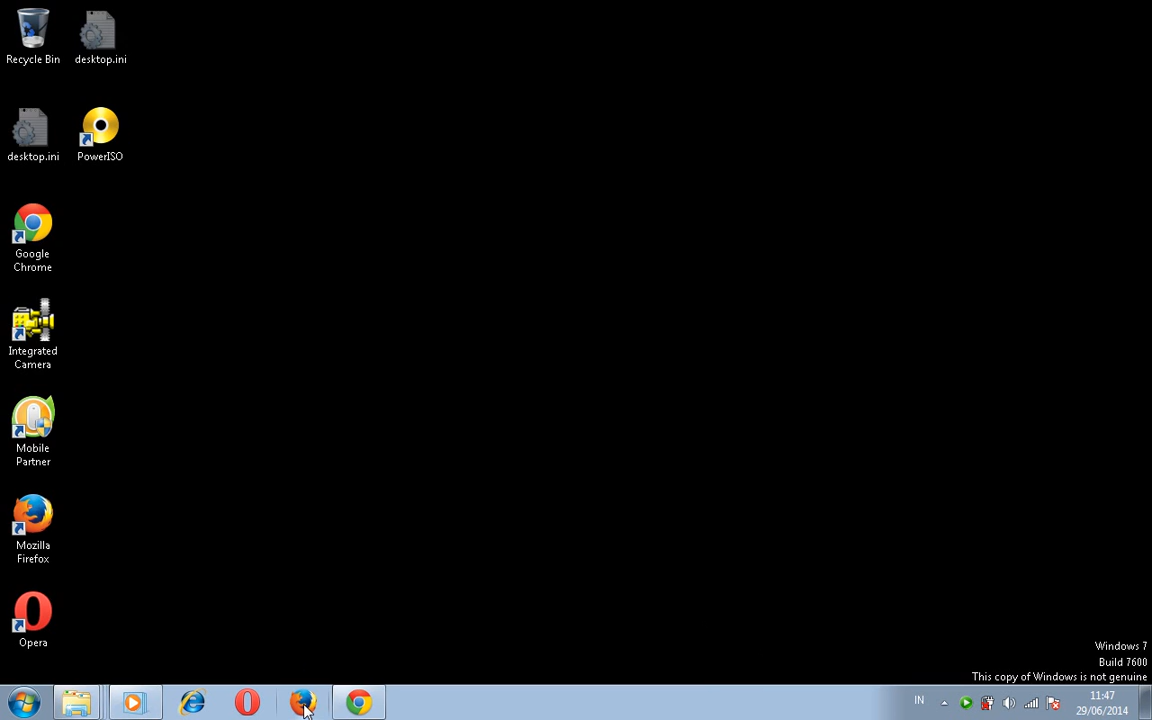 Recycle Bin
desktop.ini
desktop.ini
PowerISO
Google
Chrome
Integrated
Camera
Mobile
Partner
Mozilla
Firefox
Opera
Windows 7
Build 7600
This copy of Windows is not genuine
IN
11:47
29/06/2014